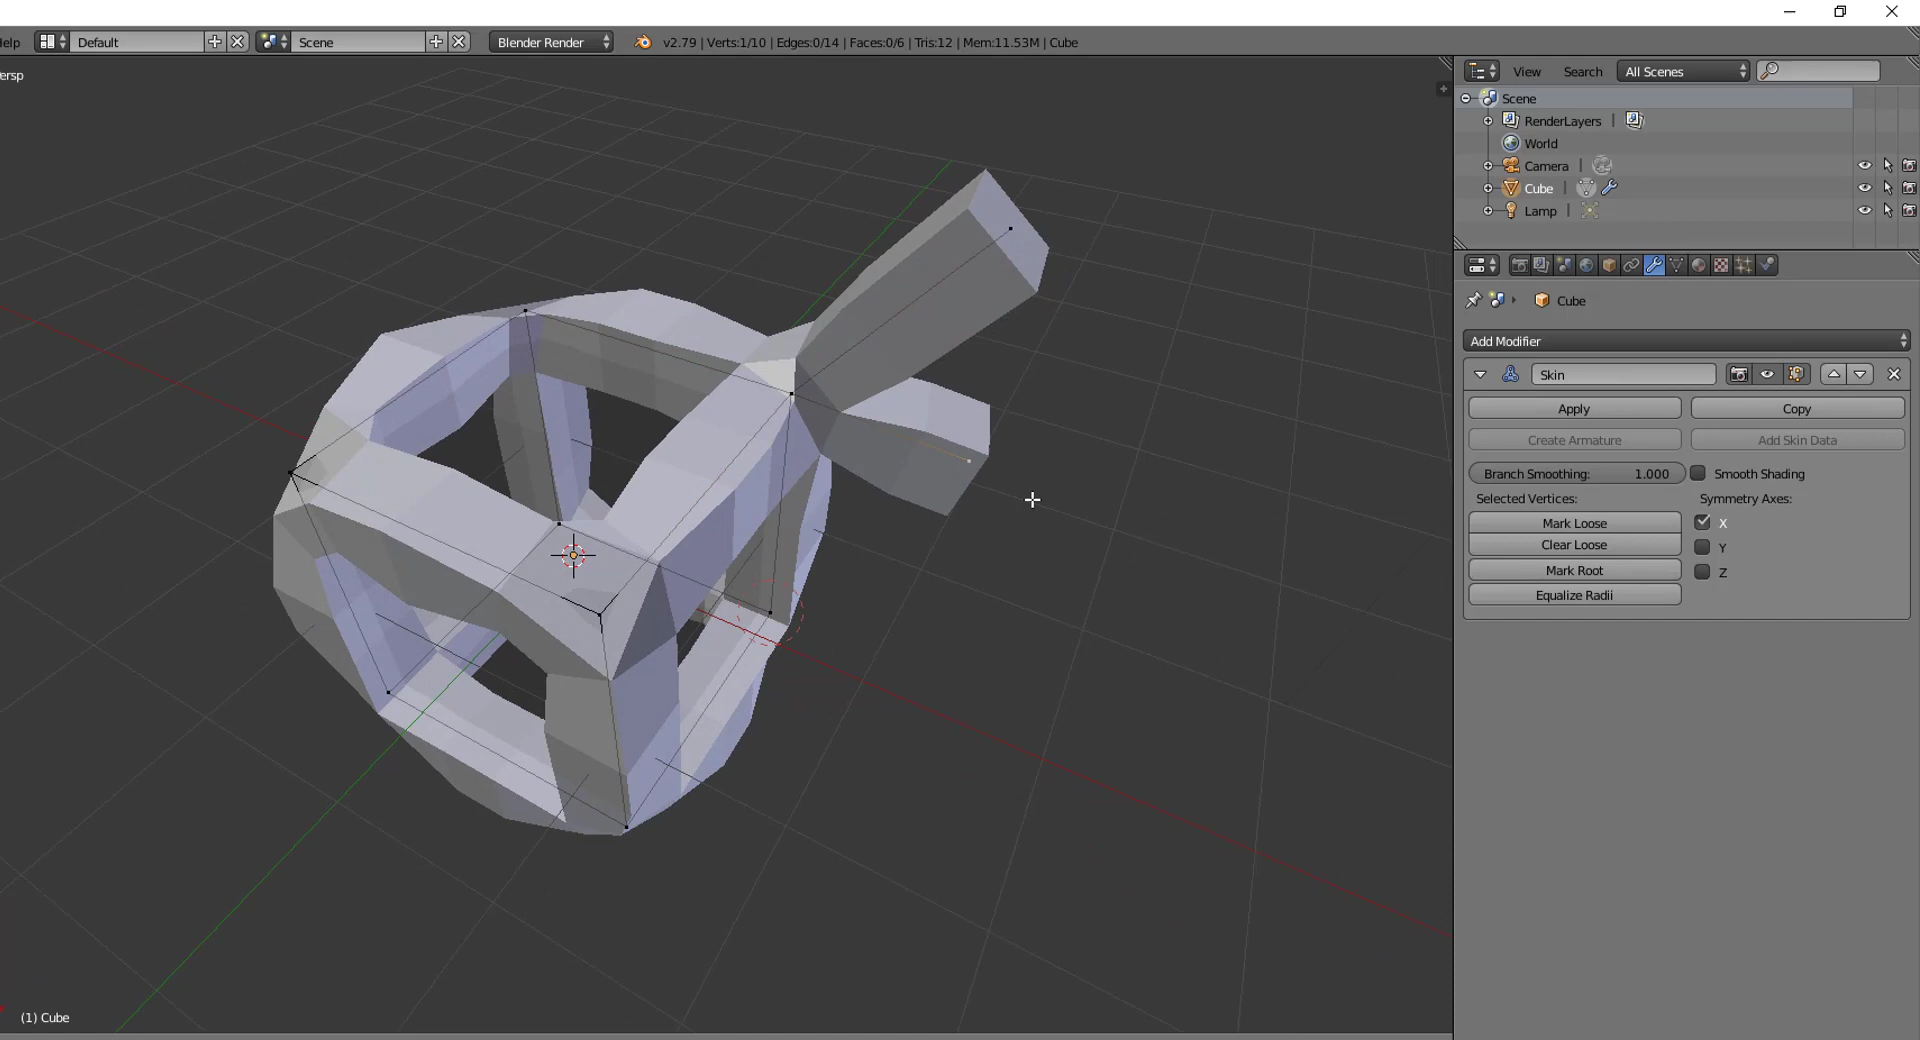 Help Default Scene Blender Render v2.79 | Verts:1/10 | Edges:0/14 | Faces:0/6 | Tris:12 | Mem:11.53M | Cube
ersp
(1) Cube
View Search All Scenes
Scene
RenderLayers |
World
Camera |
Cube |
Lamp |
Cube
Add Modifier
Skin
Apply Copy
Create Armature Add Skin Data
Branch Smoothing: 1.000 Smooth Shading
Selected Vertices: Symmetry Axes:
Mark Loose X
Clear Loose Y
Mark Root Z
Equalize Radii